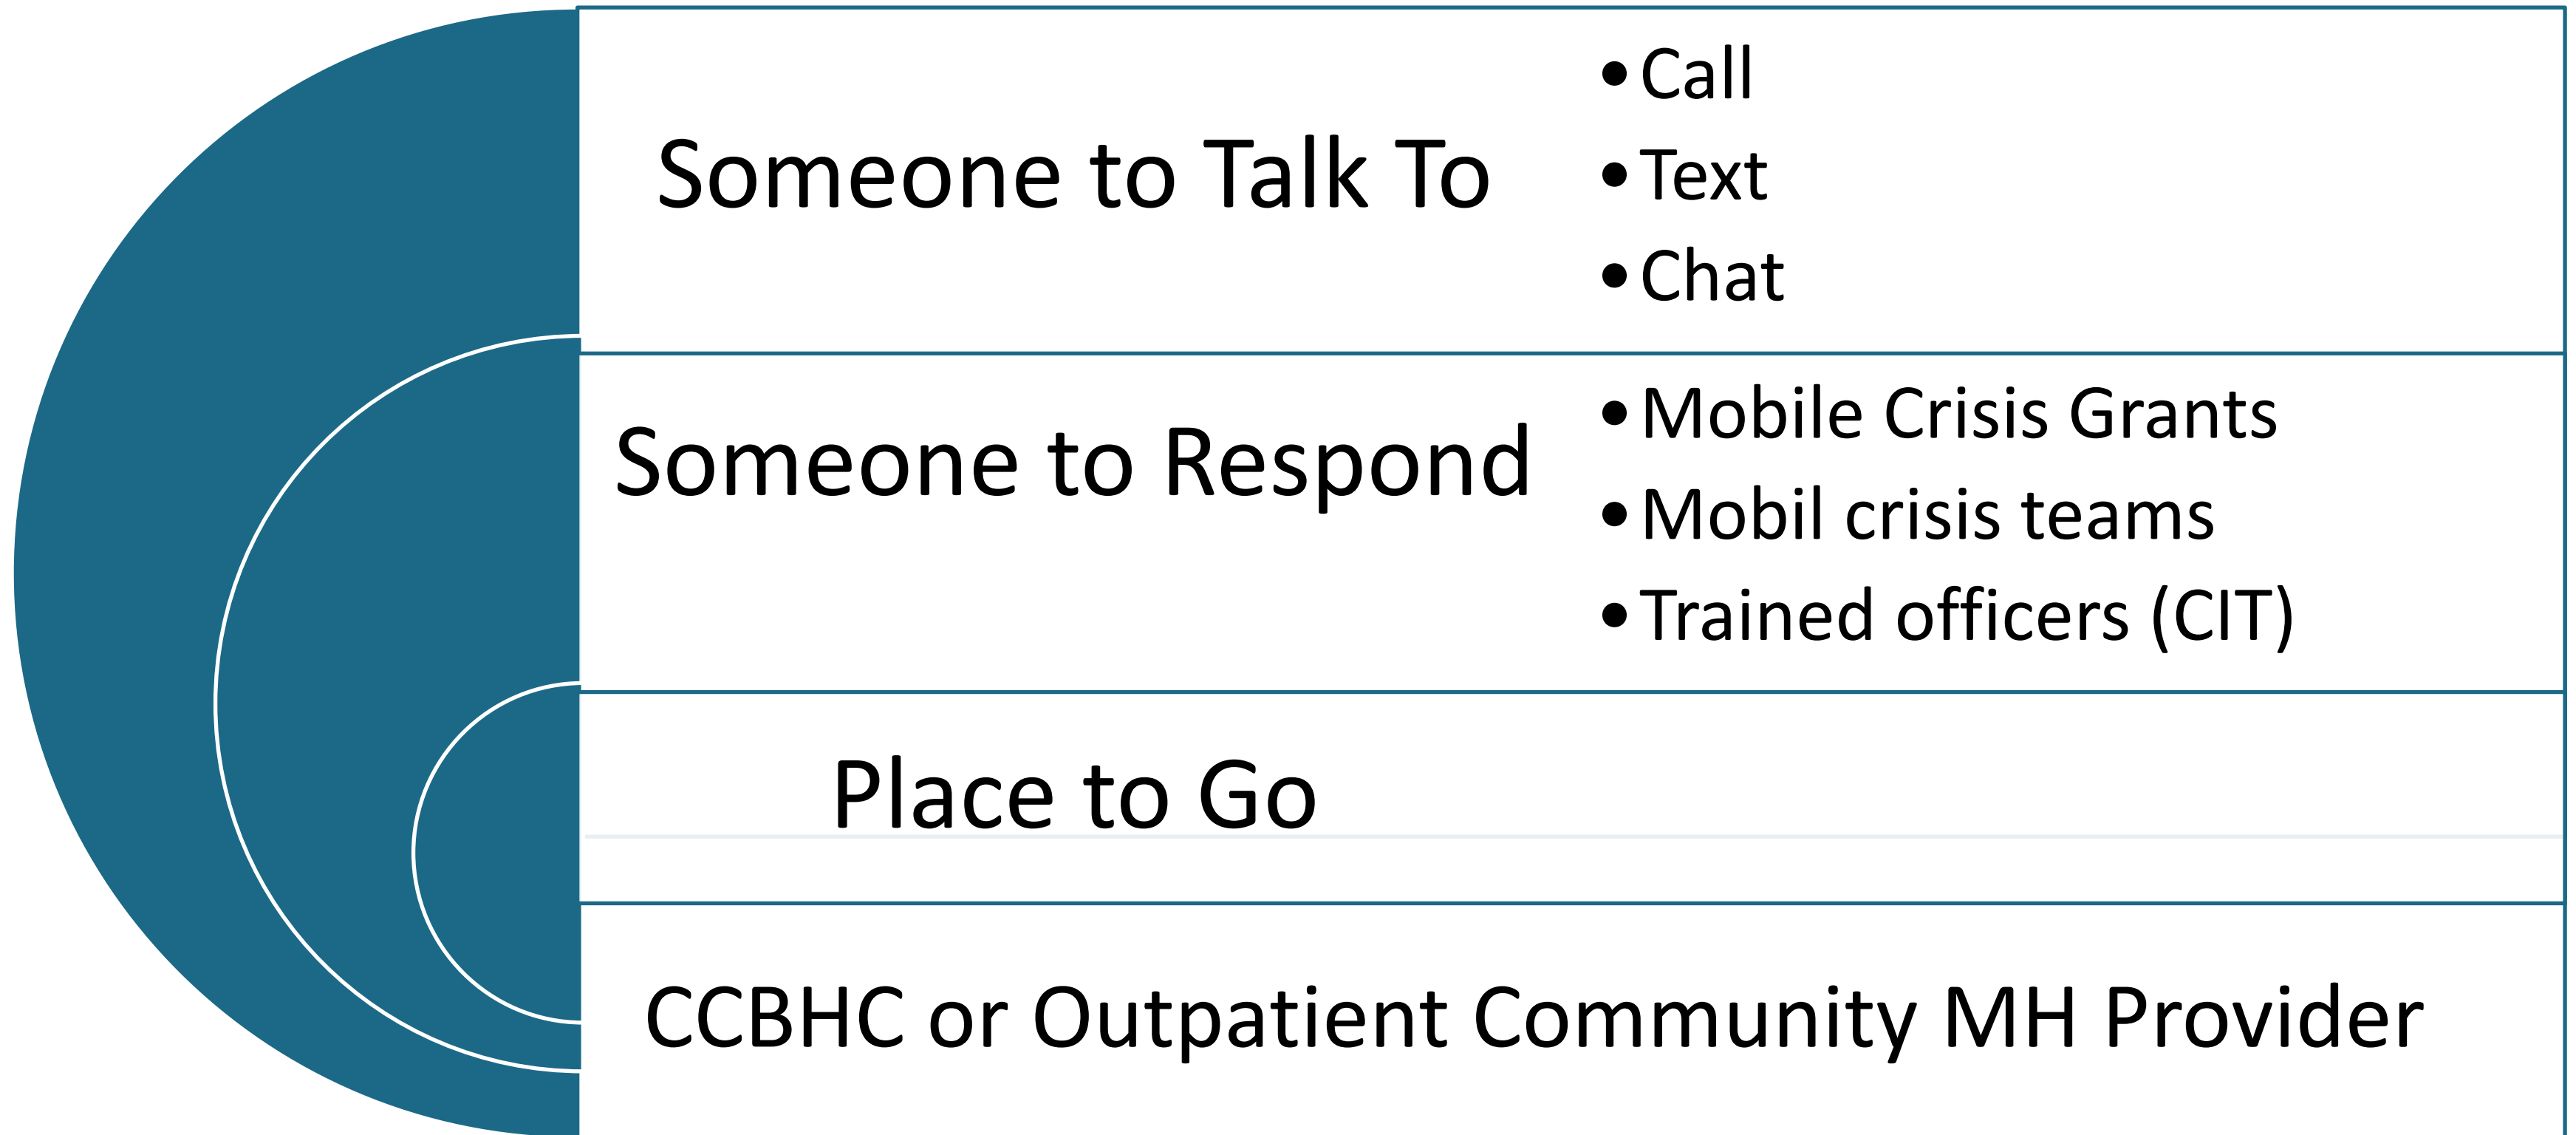 Someone to Talk To
•Call
•Text
•Chat
Someone to Respond
•Mobile Crisis Grants
•Mobil crisis teams
•Trained officers (CIT)
Place to Go
CCBHC or Outpatient Community MH Provider